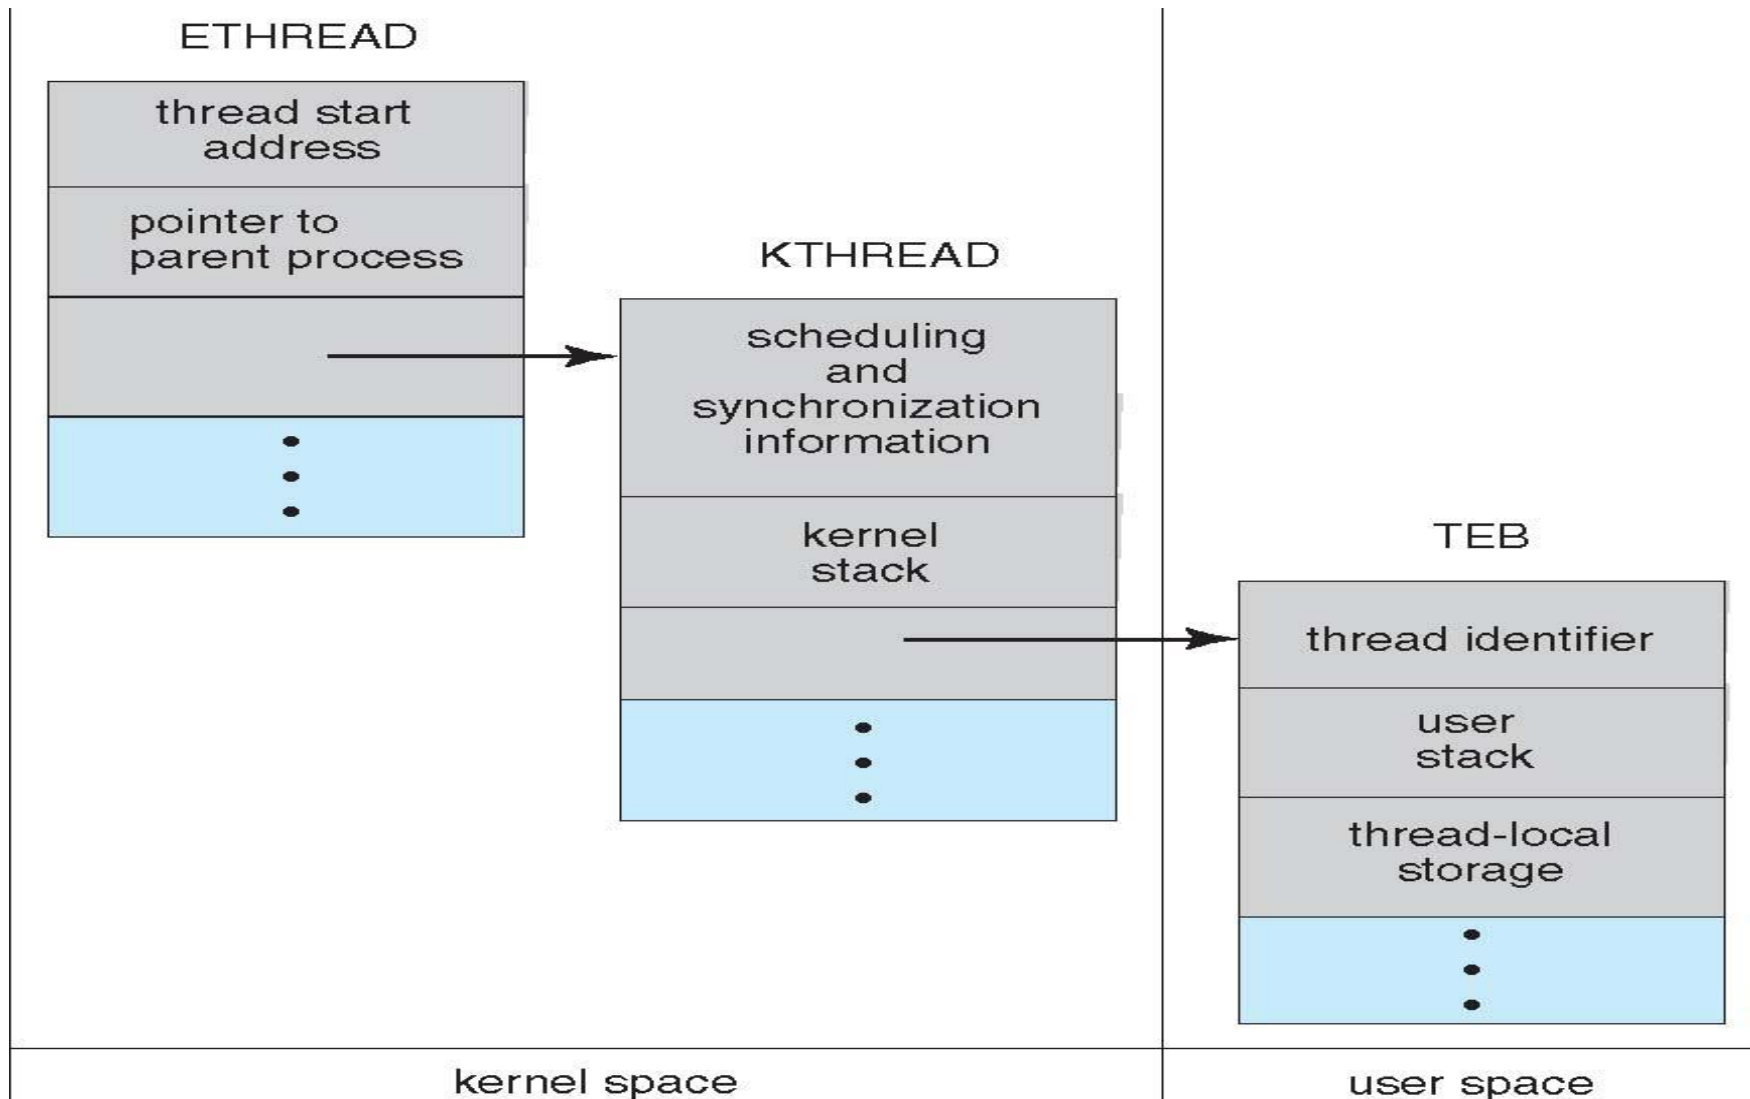 ETHREAD
thread start
address
pointer to
parent process
KTHREAD
scheduling
and
synchronization
information
kernel
stack
TEB
thread identifier
user
stack
thread-local
storage
kernel space
user space